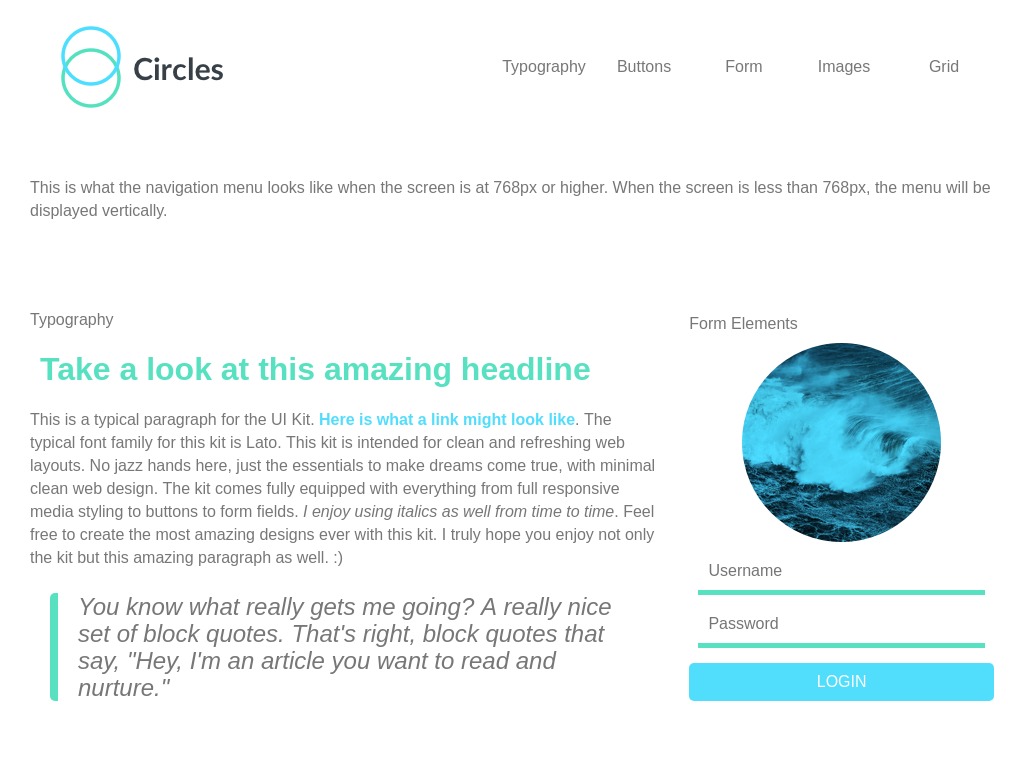 Circles
Typography Buttons Form Images Grid
This is what the navigation menu looks like when the screen is at 768px or higher. When the screen is less than 768px, the menu will be
displayed vertically.
Typography
Take a look at this amazing headline
This is a typical paragraph for the UI Kit. Here is what a link might look like. The
typical font family for this kit is Lato. This kit is intended for clean and refreshing web
layouts. No jazz hands here, just the essentials to make dreams come true, with minimal
clean web design. The kit comes fully equipped with everything from full responsive
media styling to buttons to form fields. I enjoy using italics as well from time to time. Feel
free to create the most amazing designs ever with this kit. I truly hope you enjoy not only
the kit but this amazing paragraph as well. :)
You know what really gets me going? A really nice
set of block quotes. That's right, block quotes that
say, "Hey, I'm an article you want to read and
nurture."
Form Elements
Username
Password
LOGIN